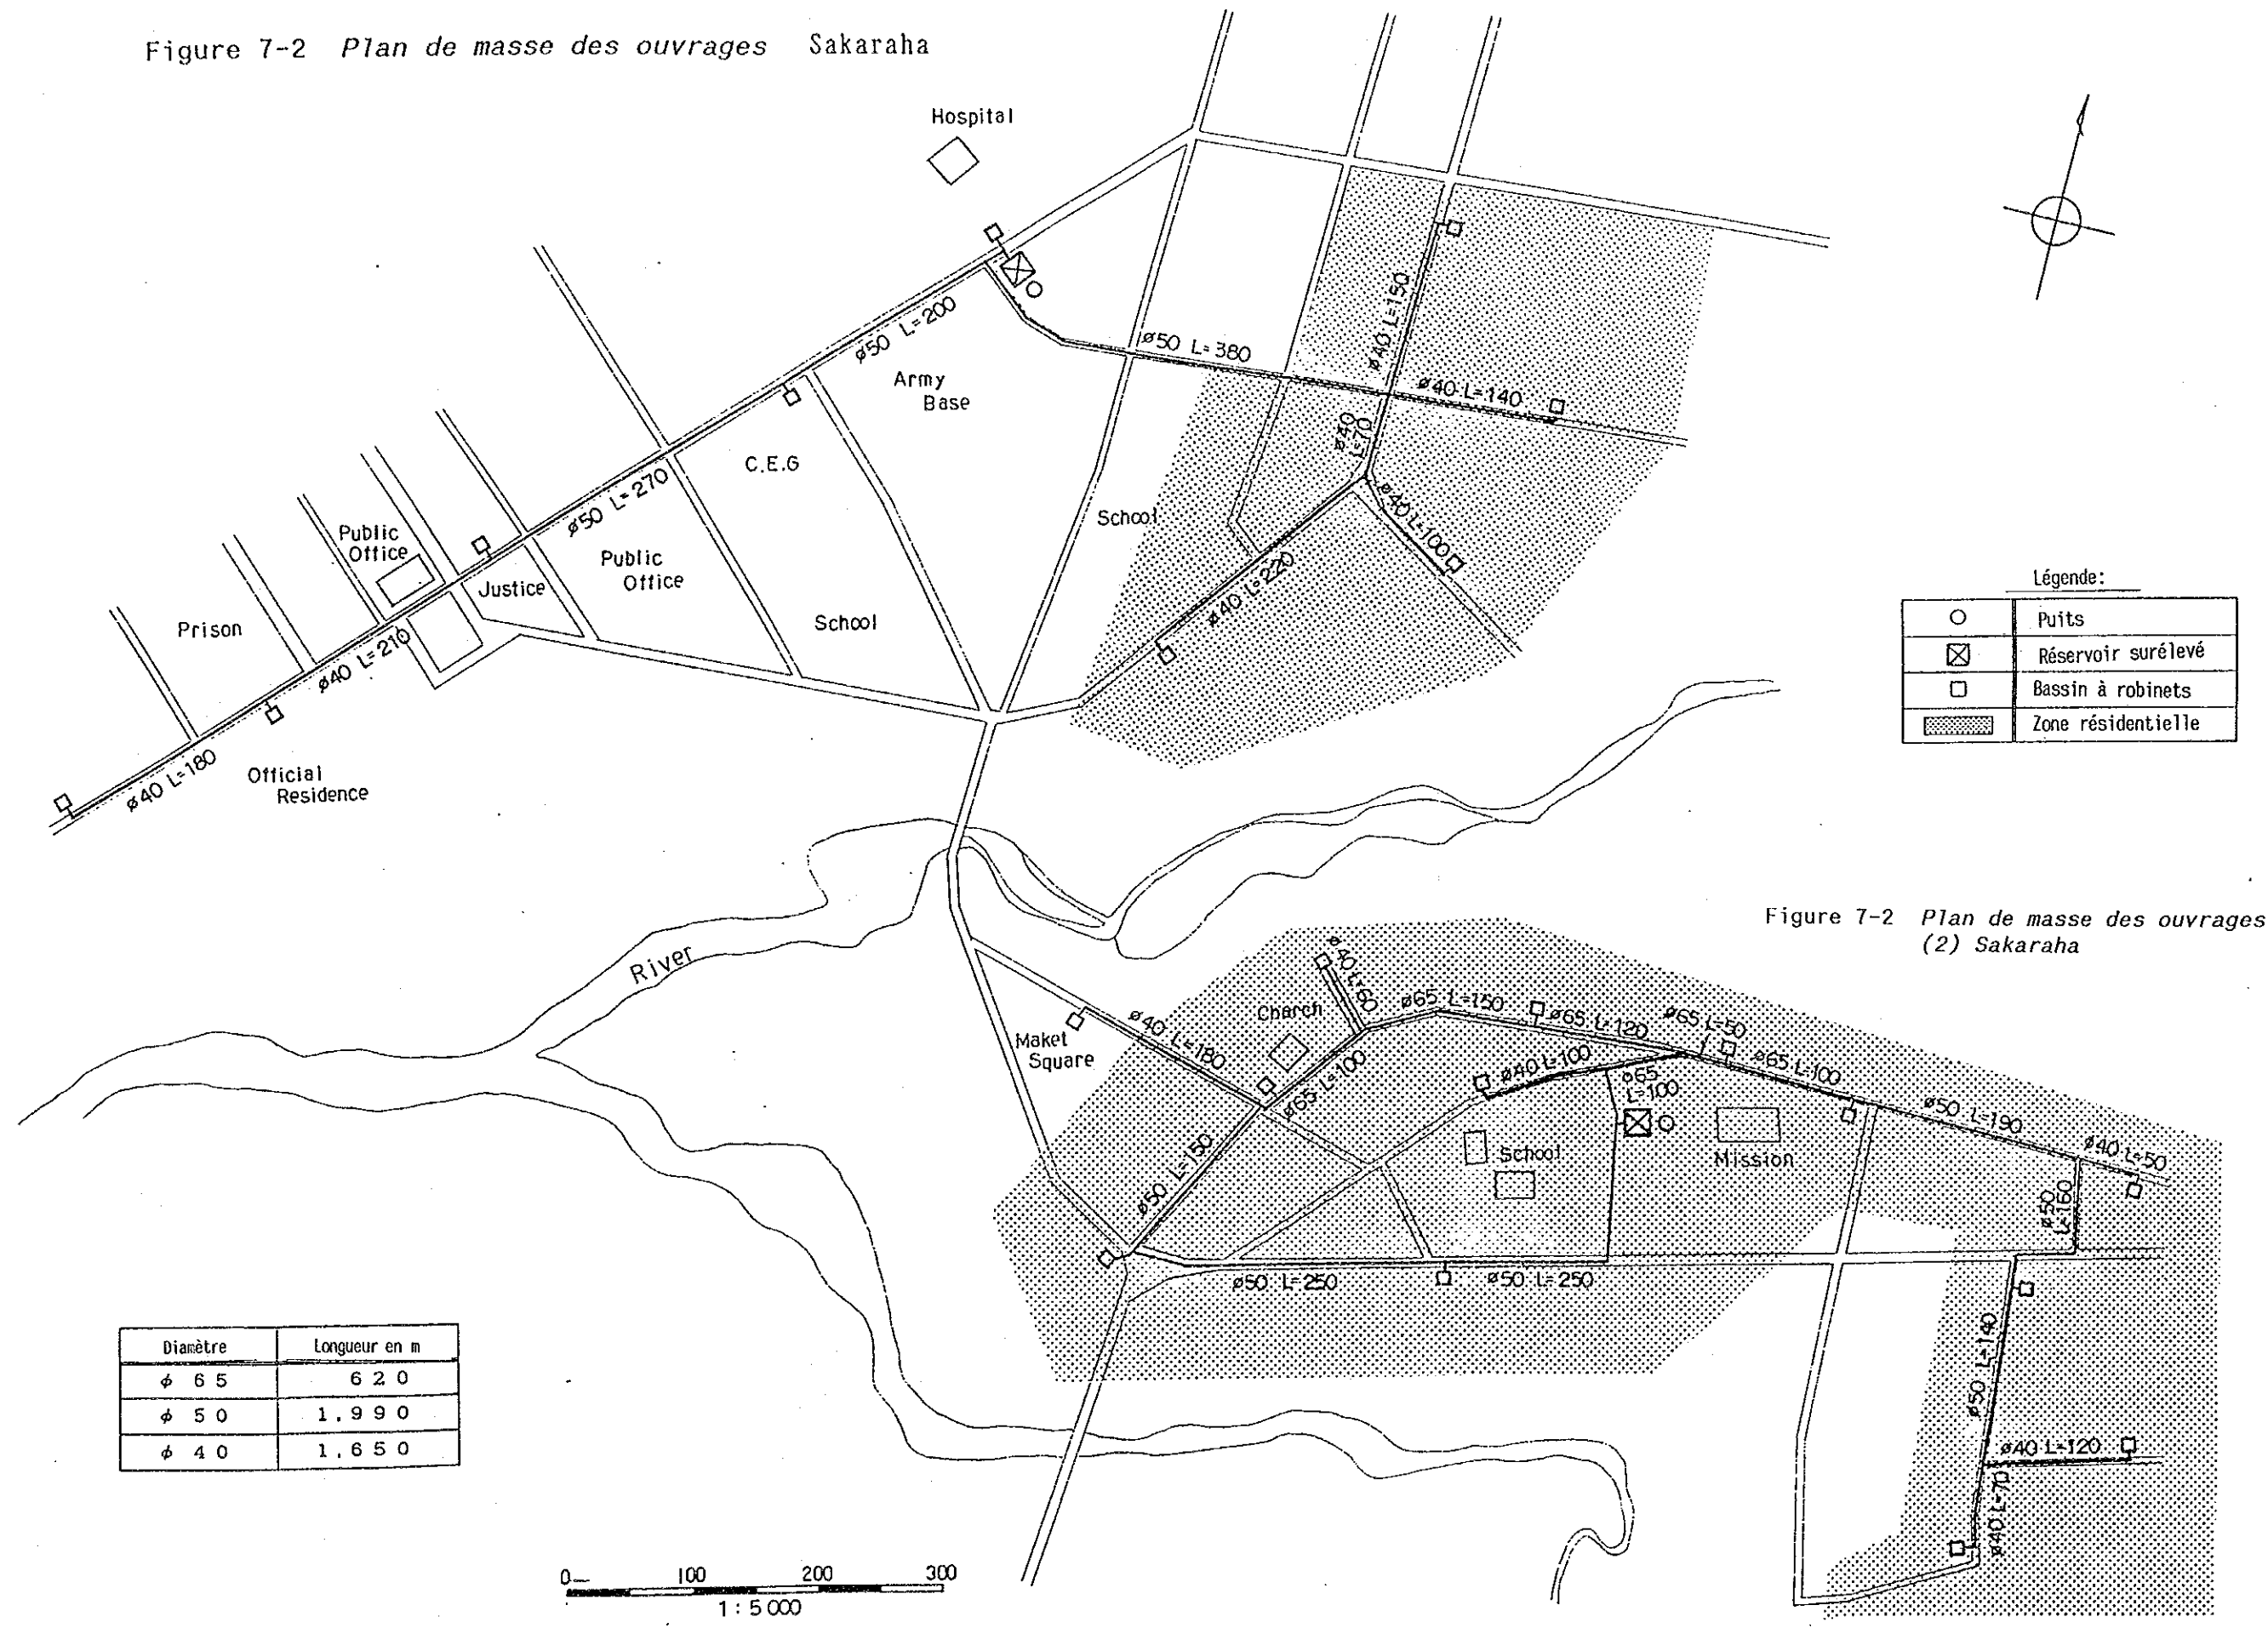 Figure 7-2 Plan de masse des ouvrages Sakaraha
Hospital
ø50 L=200
Army
Base
ø50 L=380
ø40 L=150
ø40 L=140
ø40
L=70
ø40 L=100
ø40 L=220
School
C.E.G
ø50 L=270
Public
Office
Justice
Public
Office
School
Prison
ø40 L=210
ø40 L=180
Official
Residence
Légende:
Puits
Réservoir surélevé
Bassin à robinets
Zone résidentielle
Figure 7-2 Plan de masse des ouvrages
(2) Sakaraha
River
Maket
Square
ø40 L=180
Charch
ø40 L=60
ø65 L=150
ø65 L=120
ø65 L=50
ø65 L=100
ø65 L=100
ø40 L=100
ø65
L=100
School
Mission
ø50 L=190
ø40 L=50
ø50
L=160
ø50 L=150
ø50 L=250
ø50 L=250
ø50 L=140
ø40 L=120
ø40 L=70
Diamètre Longueur en m
ϕ 65 620
ϕ 50 1.990
ϕ 40 1.650
0 100 200 300
1:5000